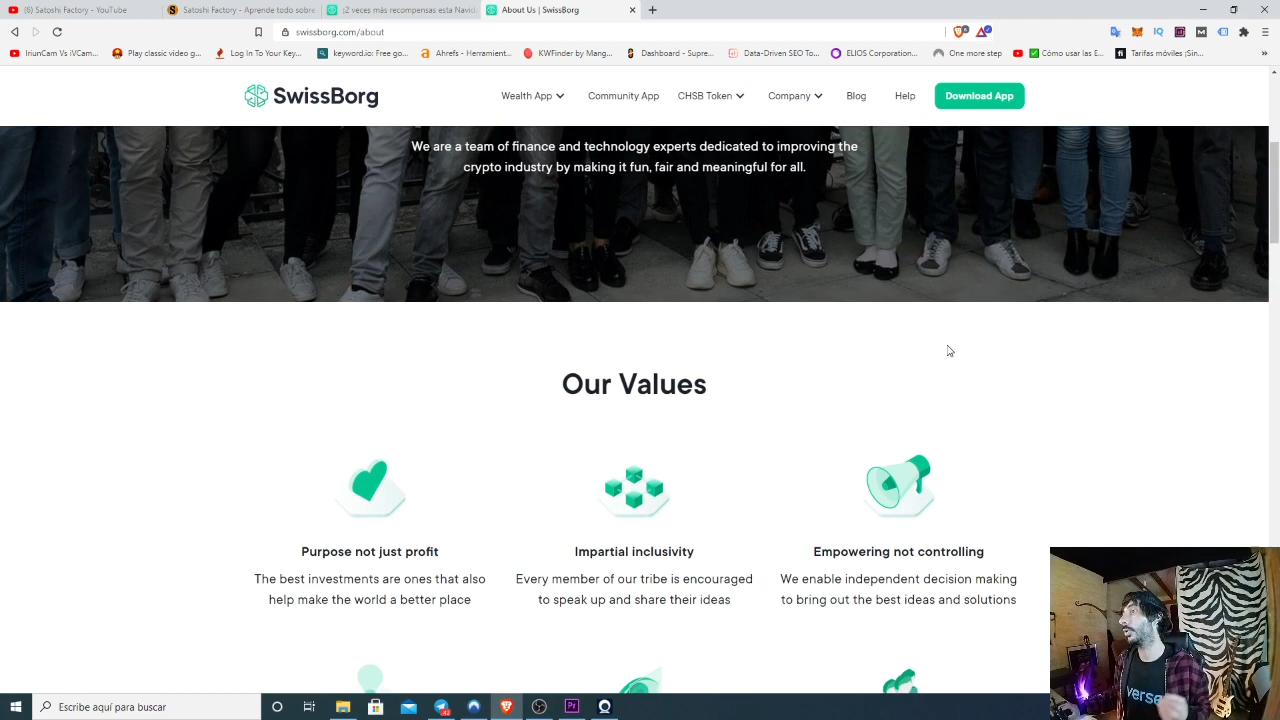 (6) Satoshi Factory - YouTube
Satoshi Factory - Aprende todo sobre
¡2 veces más recompensas esta Navid
About Us | SwissBorg
swissborg.com/about
IriunCam Vs iVCam...
Play classic video g...
Log In To Your Key...
keyword.io: Free goo...
Ahrefs - Herramient...
KWFinder by Mang...
Dashboard - Supre...
Data-Driven SEO To...
ELIOS Corporation...
One more step
Cómo usar las E...
Tarifas móviles ¡Sin...
SwissBorg
Wealth App
Community App
CHSB Token
Company
Blog
Help
Download App
We are a team of finance and technology experts dedicated to improving the
crypto industry by making it fun, fair and meaningful for all.
Our Values
Purpose not just profit
The best investments are ones that also
help make the world a better place
Impartial inclusivity
Every member of our tribe is encouraged
to speak up and share their ideas
Empowering not controlling
We enable independent decision making
to bring out the best ideas and solutions
Escribe aquí para buscar